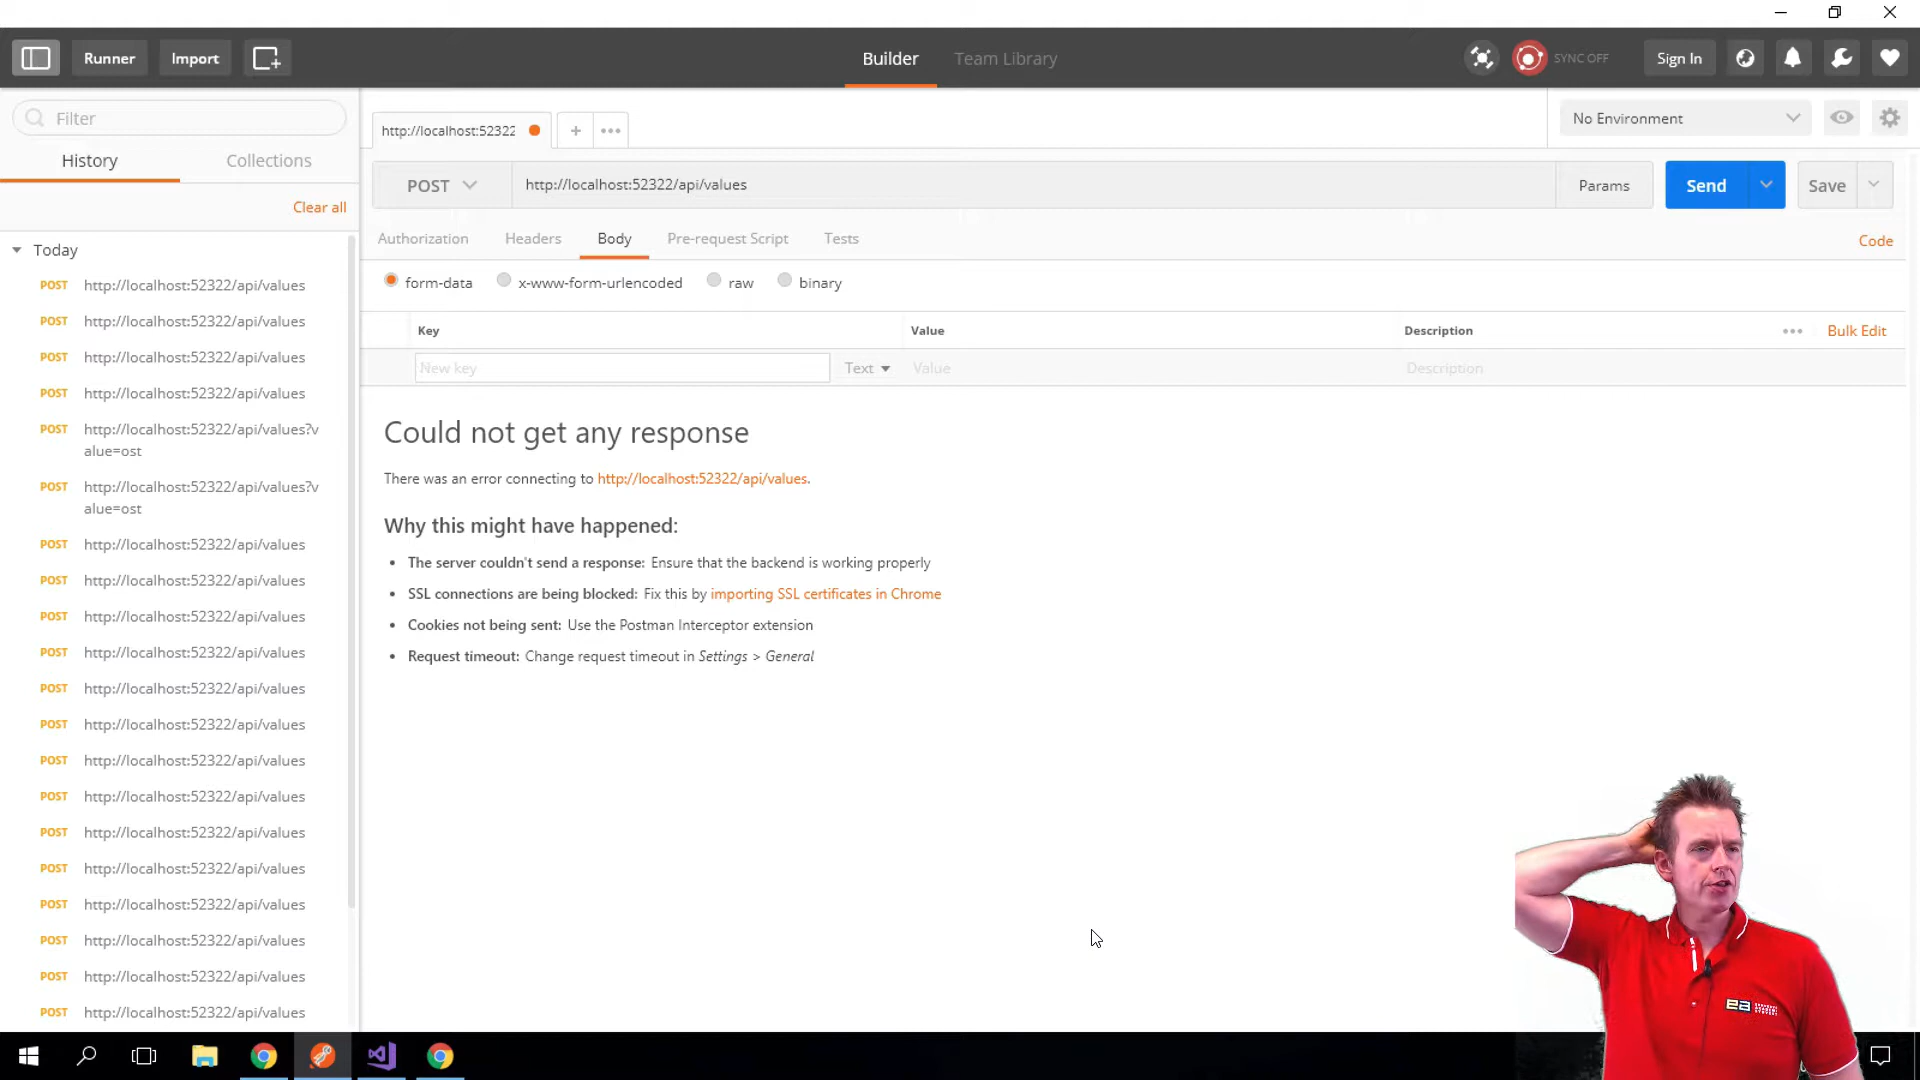 Runner
Import
Builder
Team Library
SYNC OFF
Sign In
Filter
History
Collections
Clear all
Today
POST http://localhost:52322/api/values
POST http://localhost:52322/api/values
POST http://localhost:52322/api/values
POST http://localhost:52322/api/values
POST http://localhost:52322/api/values?v
alue=ost
POST http://localhost:52322/api/values?v
alue=ost
POST http://localhost:52322/api/values
POST http://localhost:52322/api/values
POST http://localhost:52322/api/values
POST http://localhost:52322/api/values
POST http://localhost:52322/api/values
POST http://localhost:52322/api/values
POST http://localhost:52322/api/values
POST http://localhost:52322/api/values
POST http://localhost:52322/api/values
POST http://localhost:52322/api/values
POST http://localhost:52322/api/values
POST http://localhost:52322/api/values
POST http://localhost:52322/api/values
POST http://localhost:52322/api/values
http://localhost:52322
No Environment
POST
http://localhost:52322/api/values
Params
Send
Save
Authorization
Headers
Body
Pre-request Script
Tests
Code
form-data
x-www-form-urlencoded
raw
binary
Key
Value
Description
Bulk Edit
New key
Text
Value
Description
Could not get any response
There was an error connecting to http://localhost:52322/api/values.
Why this might have happened:
• The server couldn't send a response: Ensure that the backend is working properly
• SSL connections are being blocked: Fix this by importing SSL certificates in Chrome
• Cookies not being sent: Use the Postman Interceptor extension
• Request timeout: Change request timeout in Settings > General
ea